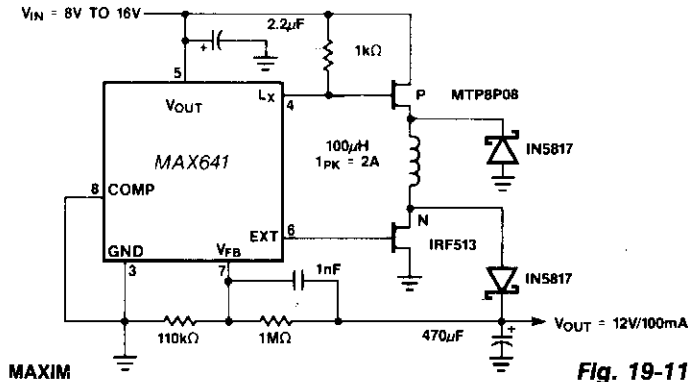 VIN = 8V TO 16V
2.2µF
+
1kΩ
5
VOUT
LX
4
P
MTP8P08
MAX641
100µH
1PK = 2A
IN5817
8
COMP
EXT
6
N
IRF513
GND
VFB
3
7
1nF
IN5817
110kΩ
1MΩ
470µF
+
VOUT = 12V/100mA
MAXIM
Fig. 19-11